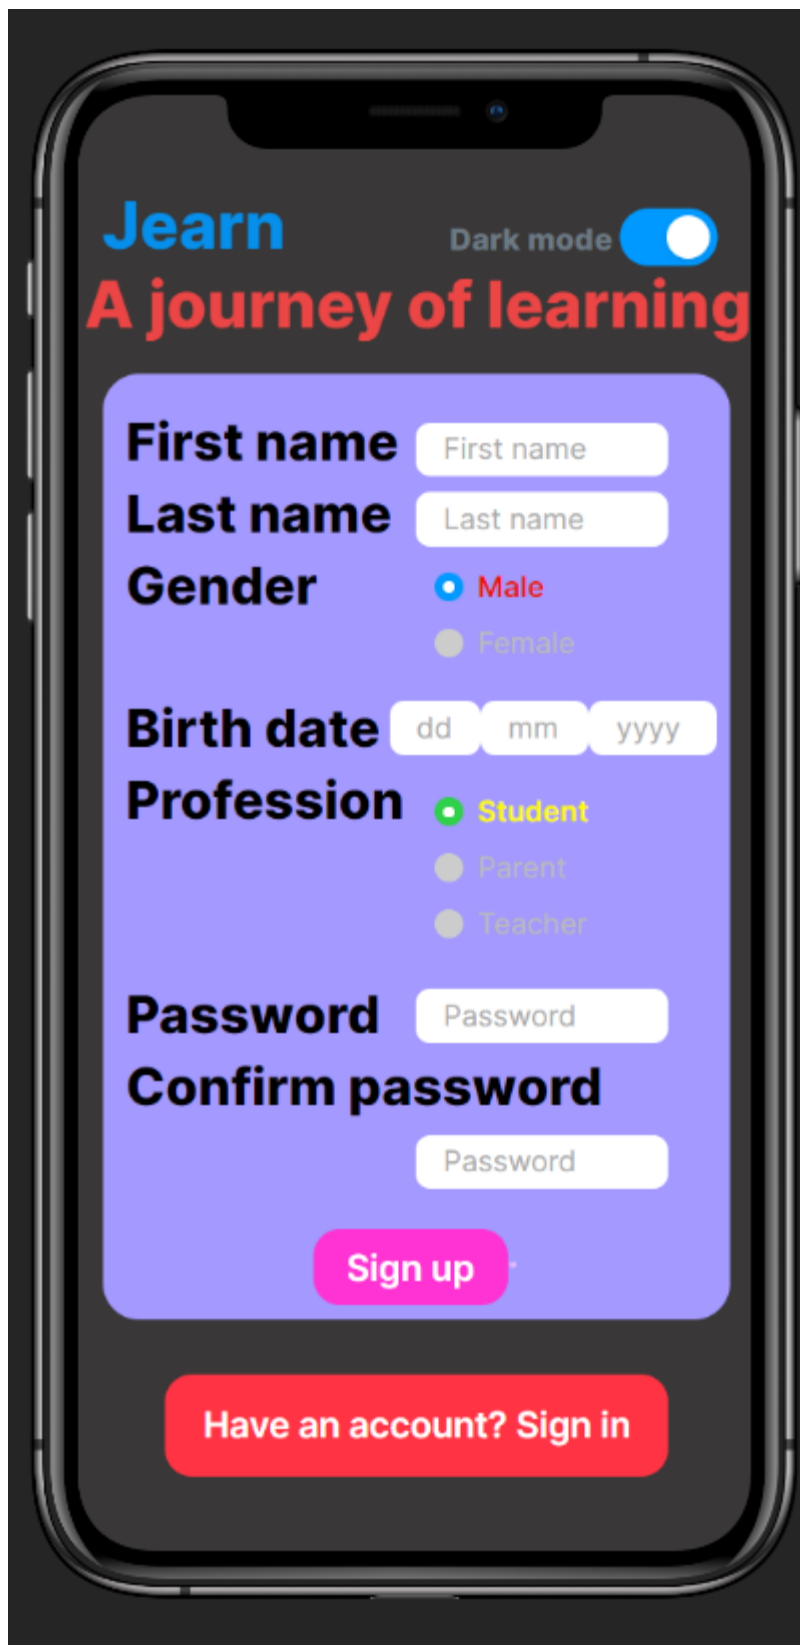 Jearn
Dark mode
A journey of learning
First name First name
Last name Last name
Gender Male
Female
Birth date dd mm yyyy
Profession Student
Parent
Teacher
Password Password
Confirm password
Password
Sign up
Have an account? Sign in